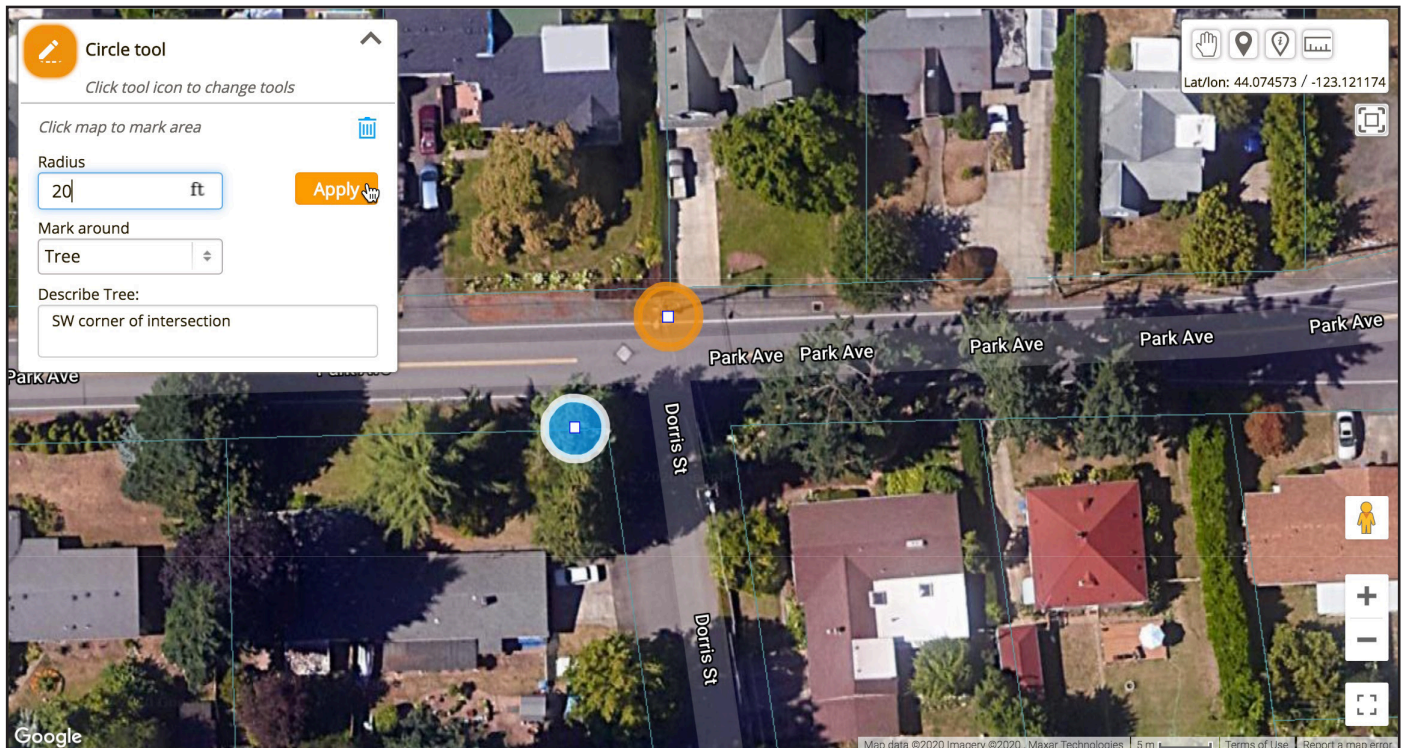 Circle tool
Click tool icon to change tools
Click map to mark area
Radius
20 ft
Apply
Mark around
Tree
Describe Tree:
SW corner of intersection
Lat/lon: 44.074573 / -123.121174
Park Ave
Park Ave
Park Ave
Park Ave
Park Ave
Park Ave
Dorris St
Dorris St
Google
Map data ©2020 Imagery ©2020 , Maxar Technologies
5 m
Terms of Use
Report a map error